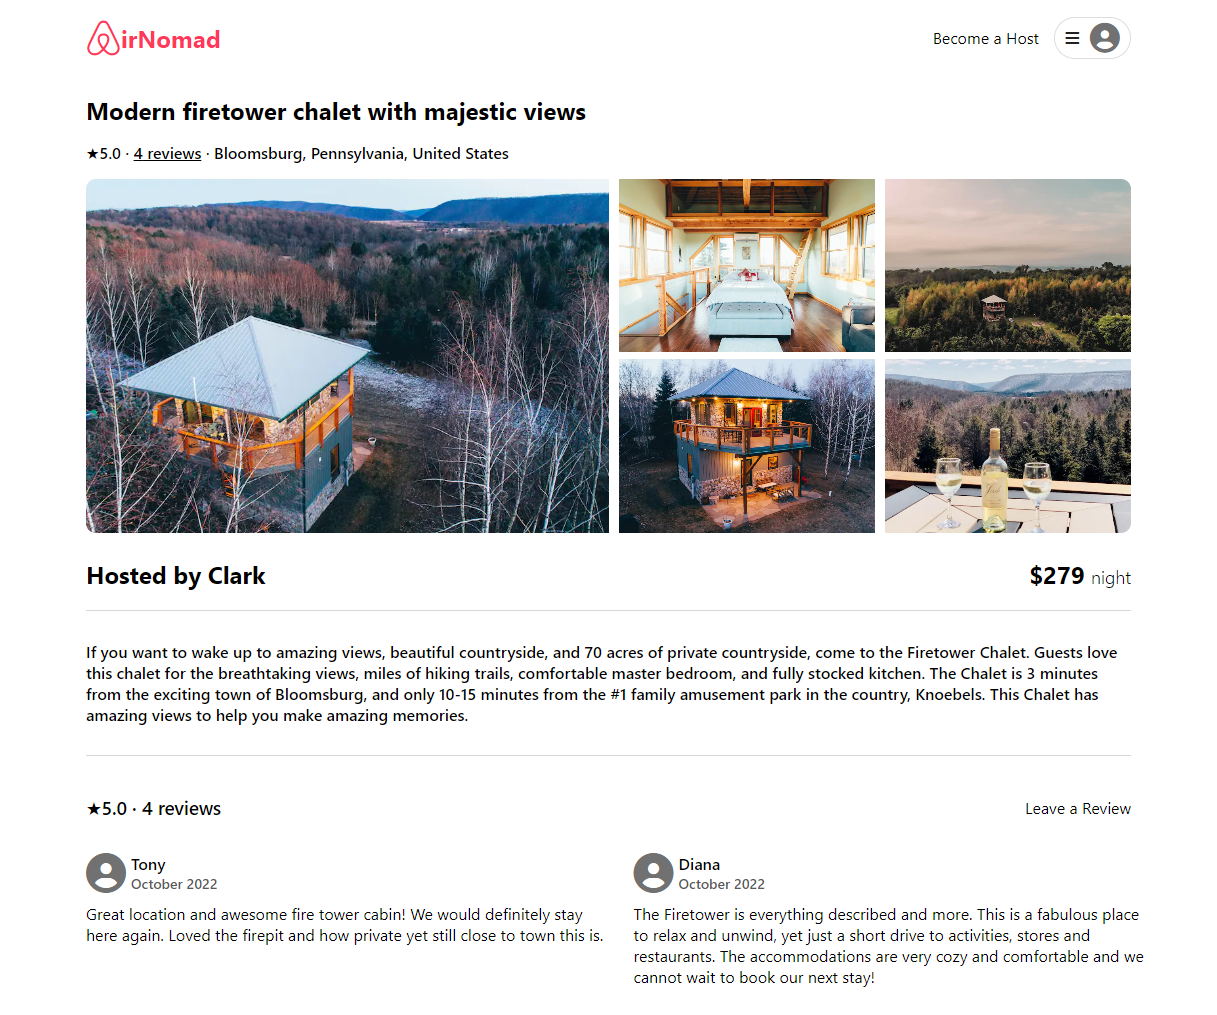 irNomad
Become a Host
Modern firetower chalet with majestic views
★5.0 · 4 reviews · Bloomsburg, Pennsylvania, United States
Hosted by Clark
$279 night
If you want to wake up to amazing views, beautiful countryside, and 70 acres of private countryside, come to the Firetower Chalet. Guests love
this chalet for the breathtaking views, miles of hiking trails, comfortable master bedroom, and fully stocked kitchen. The Chalet is 3 minutes
from the exciting town of Bloomsburg, and only 10-15 minutes from the #1 family amusement park in the country, Knoebels. This Chalet has
amazing views to help you make amazing memories.
★5.0 · 4 reviews
Leave a Review
Tony
October 2022
Great location and awesome fire tower cabin! We would definitely stay
here again. Loved the firepit and how private yet still close to town this is.
Diana
October 2022
The Firetower is everything described and more. This is a fabulous place
to relax and unwind, yet just a short drive to activities, stores and
restaurants. The accommodations are very cozy and comfortable and we
cannot wait to book our next stay!